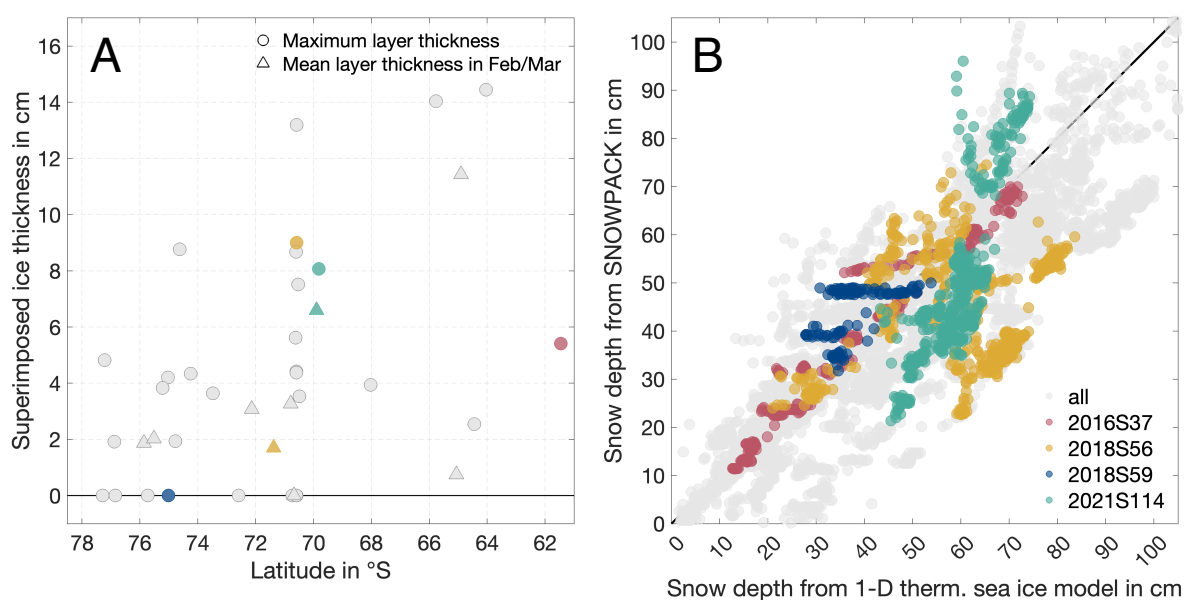 A
Maximum layer thickness
Mean layer thickness in Feb/Mar
Superimposed ice thickness in cm
16
14
12
10
8
6
4
2
0
78 76 74 72 70 68 66 64 62
Latitude in °S
B
Snow depth from SNOWPACK in cm
100
90
80
70
60
50
40
30
20
10
0
all
2016S37
2018S56
2018S59
2021S114
0 10 20 30 40 50 60 70 80 90 100
Snow depth from 1-D therm. sea ice model in cm